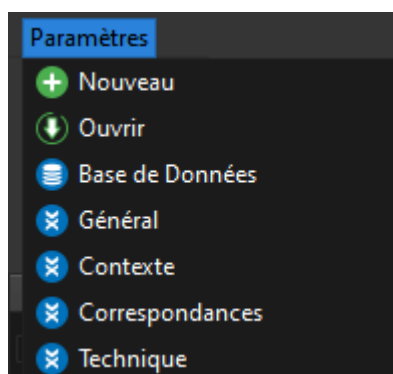 Paramètres
Nouveau
Ouvrir
Base de Données
Général
Contexte
Correspondances
Technique